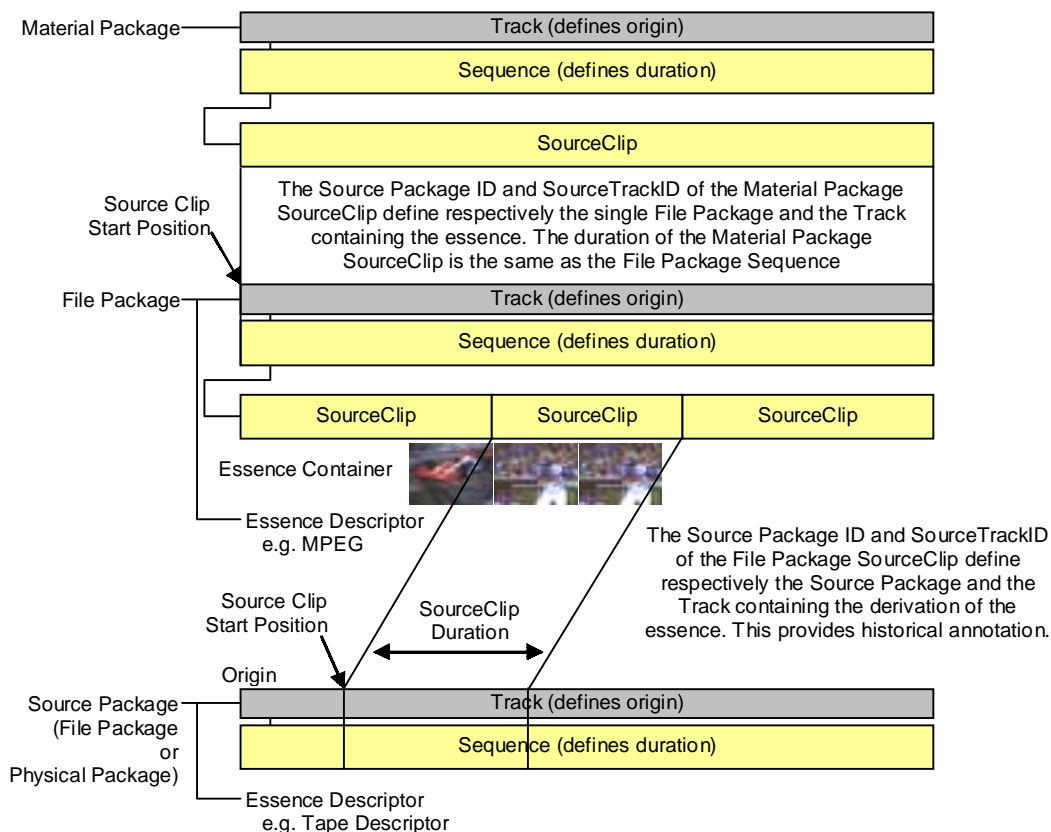 Material Package
Track (defines origin)
Sequence (defines duration)
SourceClip
The Source Package ID and SourceTrackID of the Material Package
SourceClip define respectively the single File Package and the Track
containing the essence. The duration of the Material Package
SourceClip is the same as the File Package Sequence
Source Clip
Start Position
File Package
Track (defines origin)
Sequence (defines duration)
SourceClip
SourceClip
SourceClip
Essence Container
Essence Descriptor
e.g. MPEG
The Source Package ID and SourceTrackID
of the File Package SourceClip define
respectively the Source Package and the
Track containing the derivation of the
essence. This provides historical annotation.
Source Clip
Start Position
SourceClip
Duration
Origin
Source Package
(File Package
or
Physical Package)
Track (defines origin)
Sequence (defines duration)
Essence Descriptor
e.g. Tape Descriptor